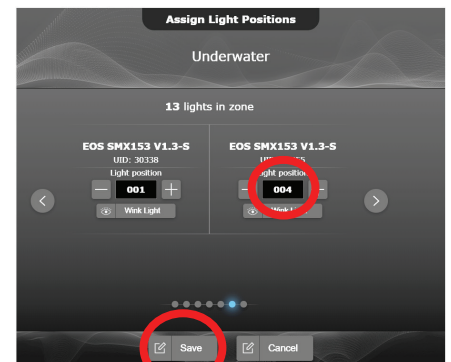 Assign Light Positions
Underwater
13 lights in zone
EOS SMX153 V1.3-S
UID: 30338
Light position
001
Wink Light
EOS SMX153 V1.3-S
Light position
004
Wink
Save
Cancel